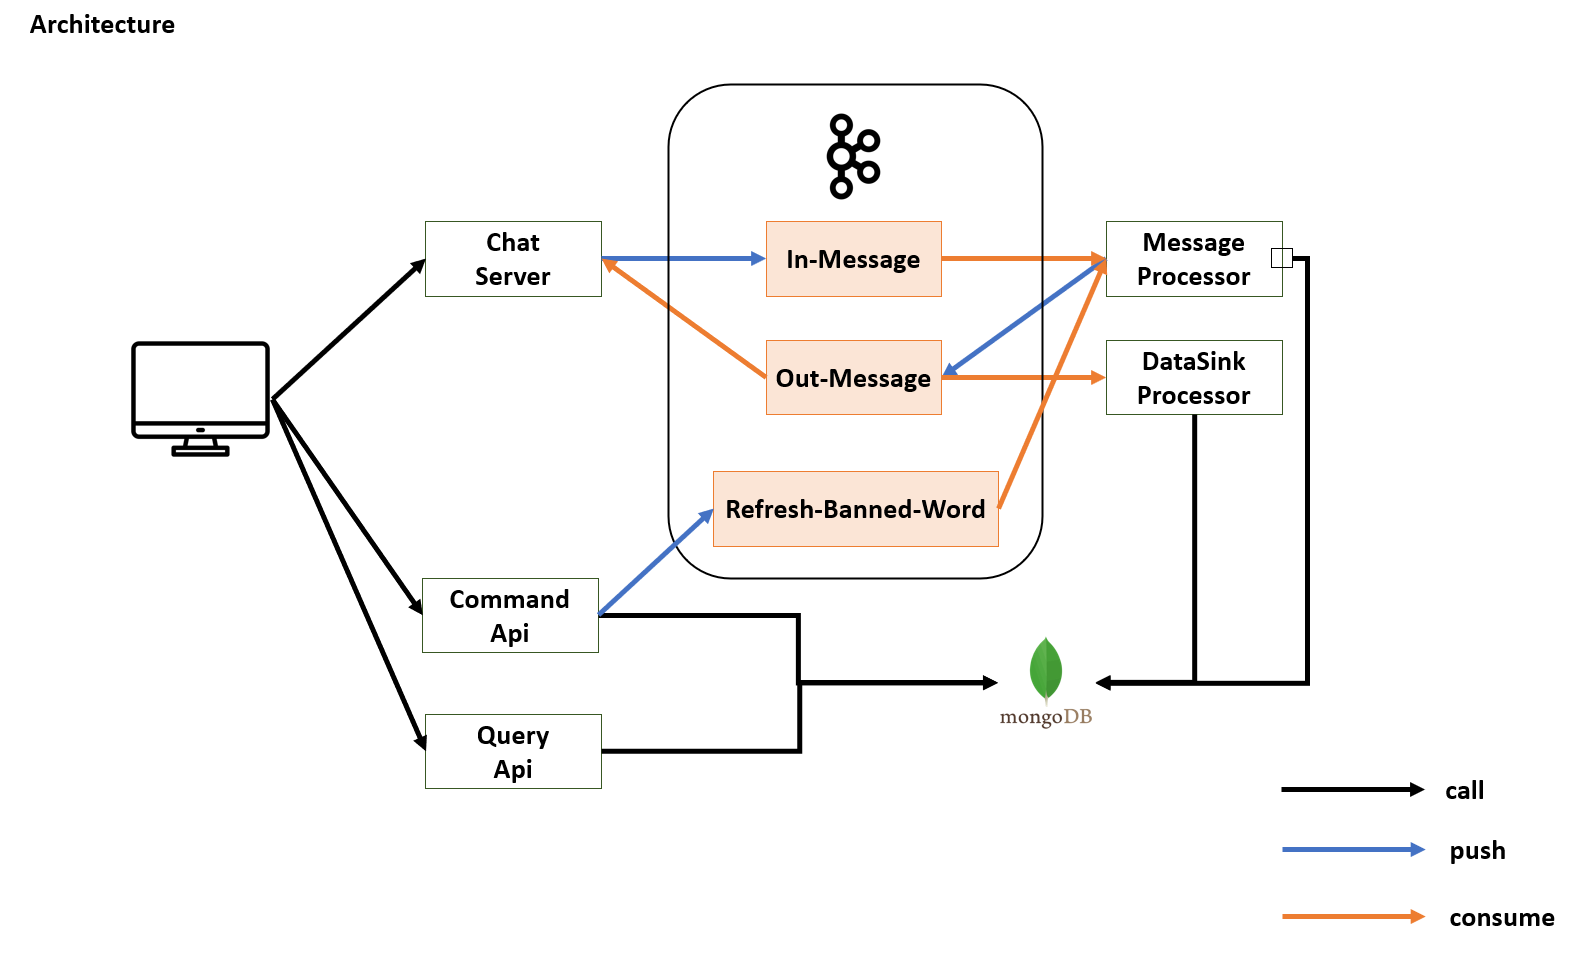 Architecture
Chat
Server
In-Message
Message
Processor
Out-Message
DataSink
Processor
Refresh-Banned-Word
Command
Api
mongoDB
Query
Api
call
push
consume